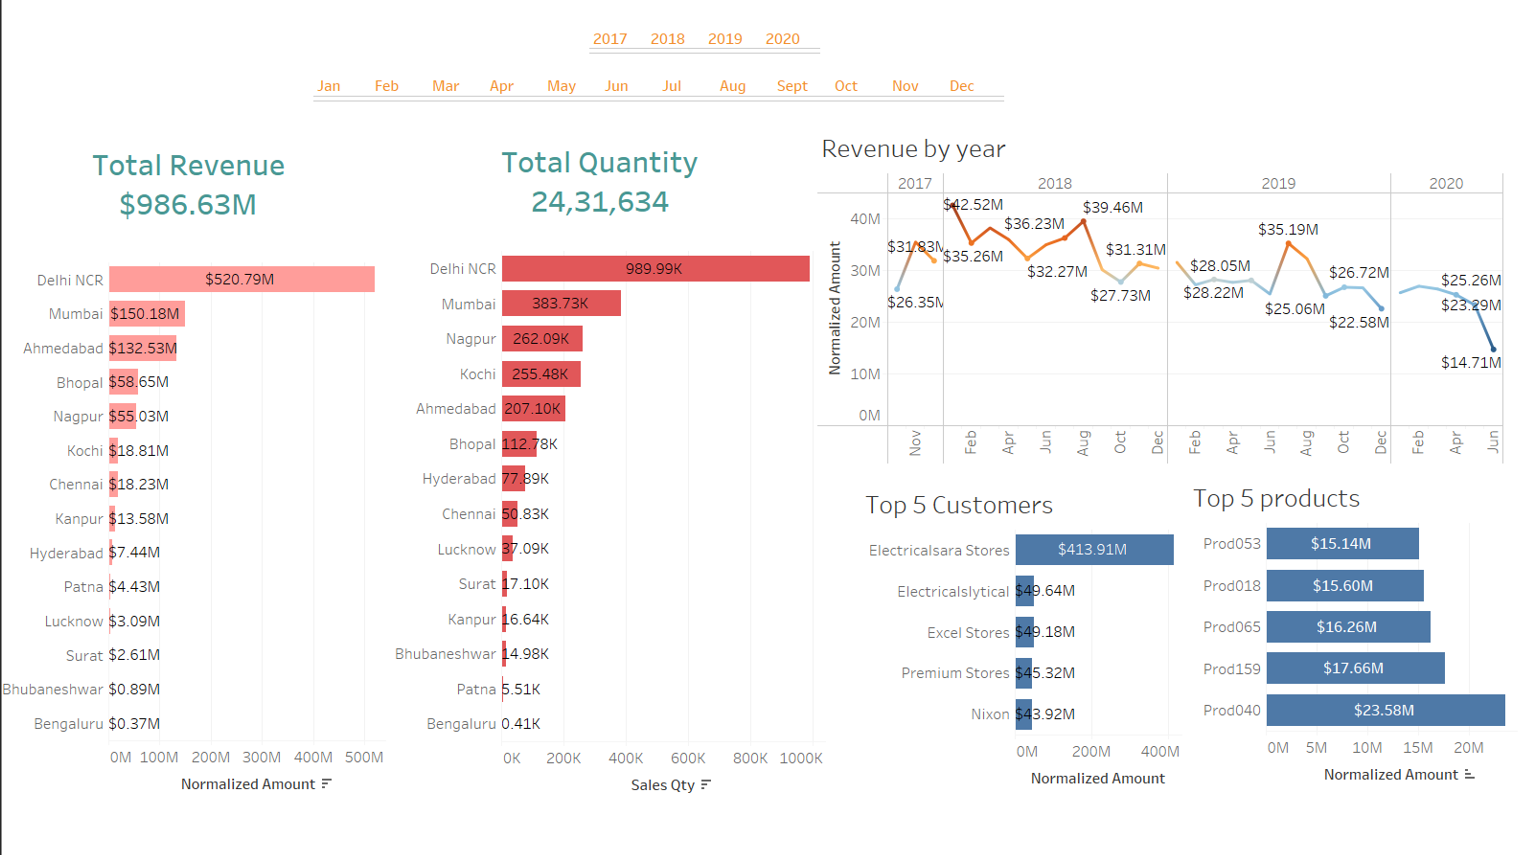 2017 2018 2019 2020
Jan Feb Mar Apr May Jun Jul Aug Sept Oct Nov Dec
Total Revenue
$986.63M
Delhi NCR $520.79M
Mumbai $150.18M
Ahmedabad $132.53M
Bhopal $58.65M
Nagpur $55.03M
Kochi $18.81M
Chennai $18.23M
Kanpur $13.58M
Hyderabad $7.44M
Patna $4.43M
Lucknow $3.09M
Surat $2.61M
Bhubaneshwar $0.89M
Bengaluru $0.37M
0M 100M 200M 300M 400M 500M
Normalized Amount
Total Quantity
24,31,634
Delhi NCR 989.99K
Mumbai 383.73K
Nagpur 262.09K
Kochi 255.48K
Ahmedabad 207.10K
Bhopal 112.78K
Hyderabad 77.89K
Chennai 50.83K
Lucknow 37.09K
Surat 17.10K
Kanpur 16.64K
Bhubaneshwar 14.98K
Patna 5.51K
Bengaluru 0.41K
0K 200K 400K 600K 800K 1000K
Sales Qty
Revenue by year
2017 2018 2019 2020
Normalized Amount
40M
30M
20M
10M
0M
$31.83M
$26.35M
$42.52M
$35.26M
$36.23M
$32.27M
$39.46M
$27.73M
$31.31M
$28.05M
$28.22M
$35.19M
$25.06M
$26.72M
$22.58M
$25.26M
$23.29M
$14.71M
Nov Feb Apr Jun Aug Oct Dec Feb Apr Jun Aug Oct Dec Feb Apr Jun
Top 5 Customers
Electricalsara Stores $413.91M
Electricalslytical $49.64M
Excel Stores $49.18M
Premium Stores $45.32M
Nixon $43.92M
0M 200M 400M
Normalized Amount
Top 5 products
Prod053 $15.14M
Prod018 $15.60M
Prod065 $16.26M
Prod159 $17.66M
Prod040 $23.58M
0M 5M 10M 15M 20M
Normalized Amount